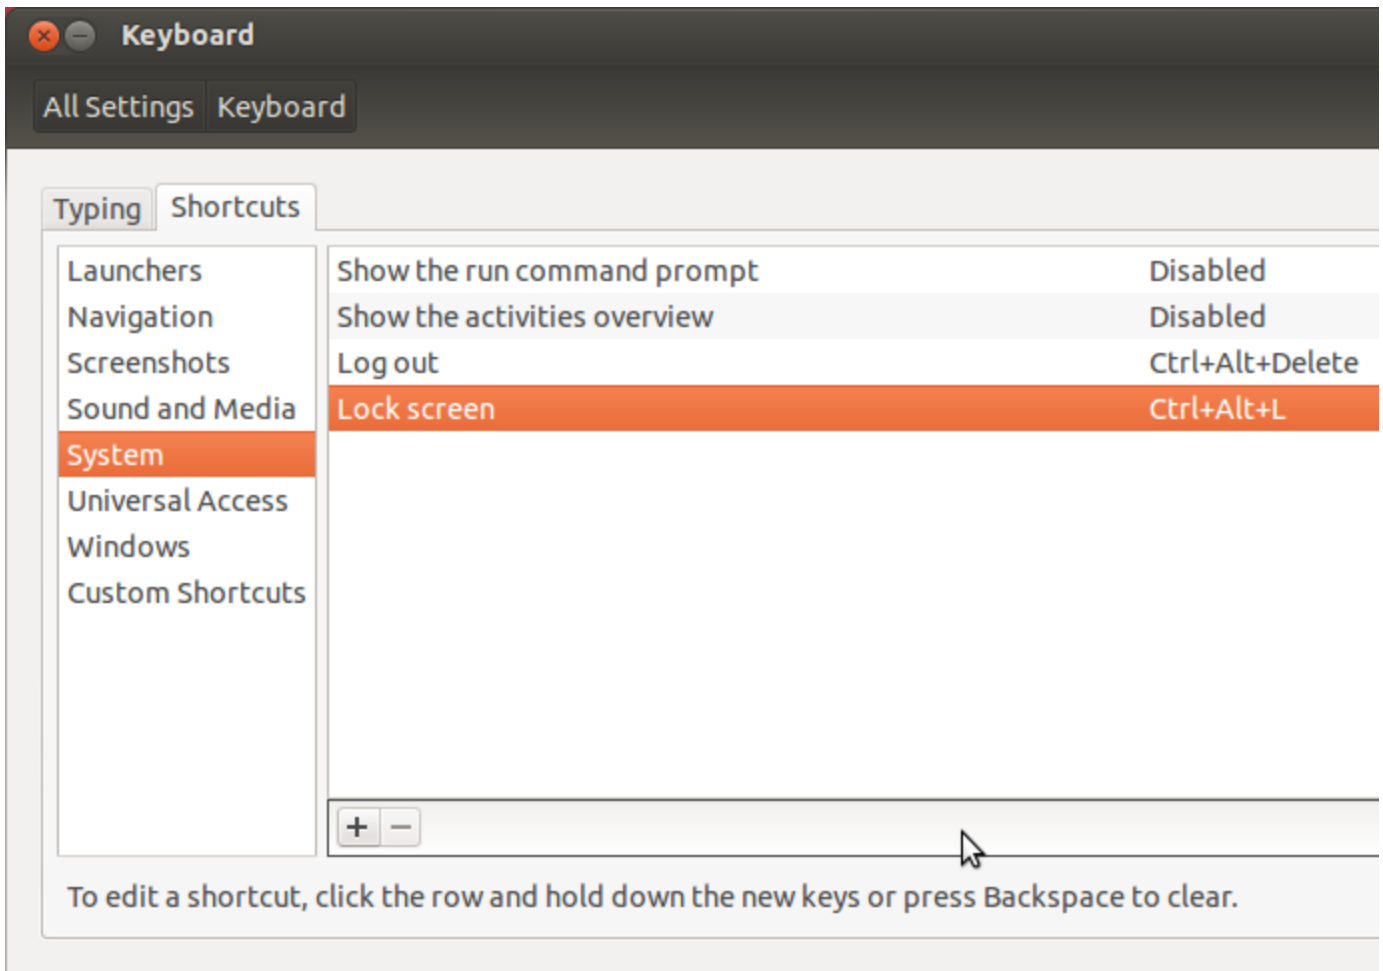 Keyboard
All Settings Keyboard
Typing Shortcuts
Launchers
Navigation
Screenshots
Sound and Media
System
Universal Access
Windows
Custom Shortcuts
Show the run command prompt Disabled
Show the activities overview Disabled
Log out Ctrl+Alt+Delete
Lock screen Ctrl+Alt+L
To edit a shortcut, click the row and hold down the new keys or press Backspace to clear.